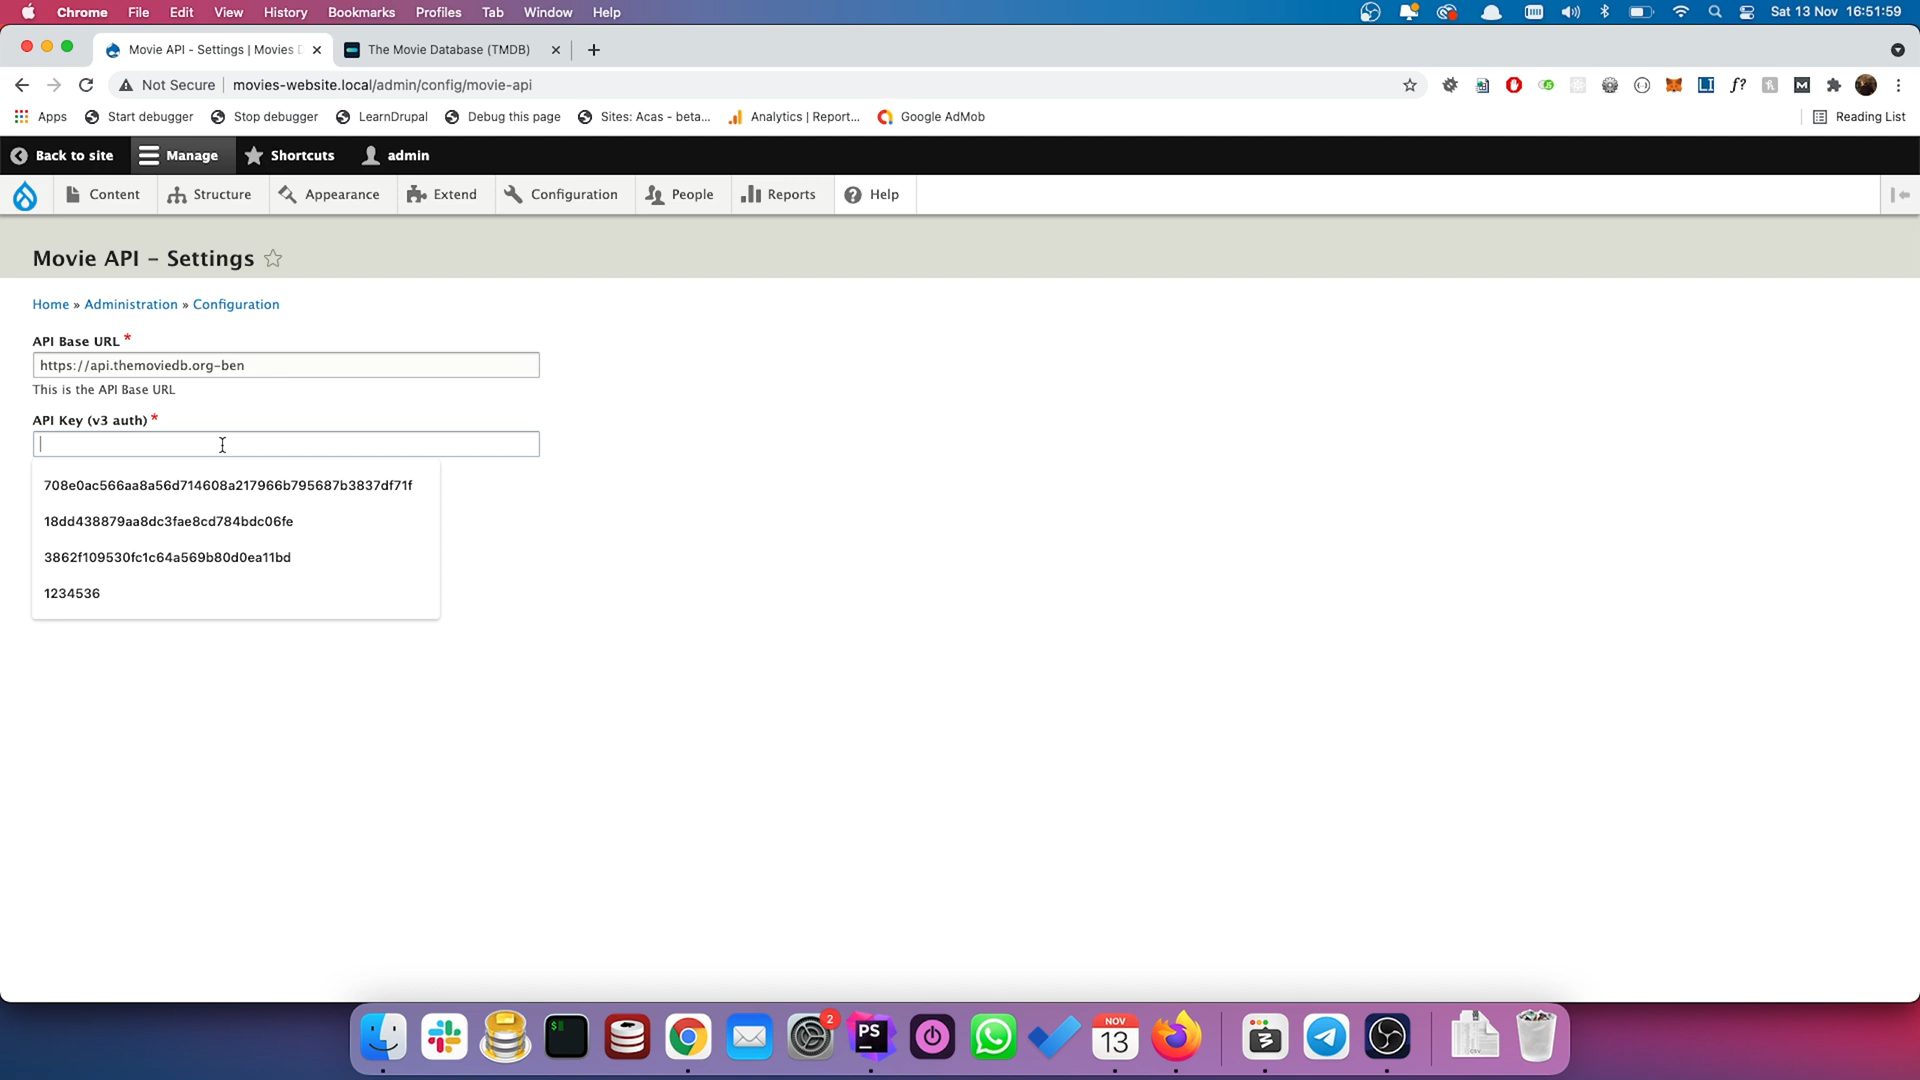 Chrome File Edit View History Bookmarks Profiles Tab Window Help Sat 13 Nov 16:51:59
Movie API - Settings | Movies D The Movie Database (TMDB)
Not Secure movies-website.local/admin/config/movie-api
Apps Start debugger Stop debugger LearnDrupal Debug this page Sites: Acas - beta... Analytics | Report... Google AdMob Reading List
Back to site Manage Shortcuts admin
Content Structure Appearance Extend Configuration People Reports Help
Movie API - Settings
Home » Administration » Configuration
API Base URL *
https://api.themoviedb.org-ben
This is the API Base URL
API Key (v3 auth) *
708e0ac566aa8a56d714608a217966b795687b3837df71f
18dd438879aa8dc3fae8cd784bdc06fe
3862f109530fc1c64a569b80d0ea11bd
1234536
2
$
PS
NOV
13
CSV